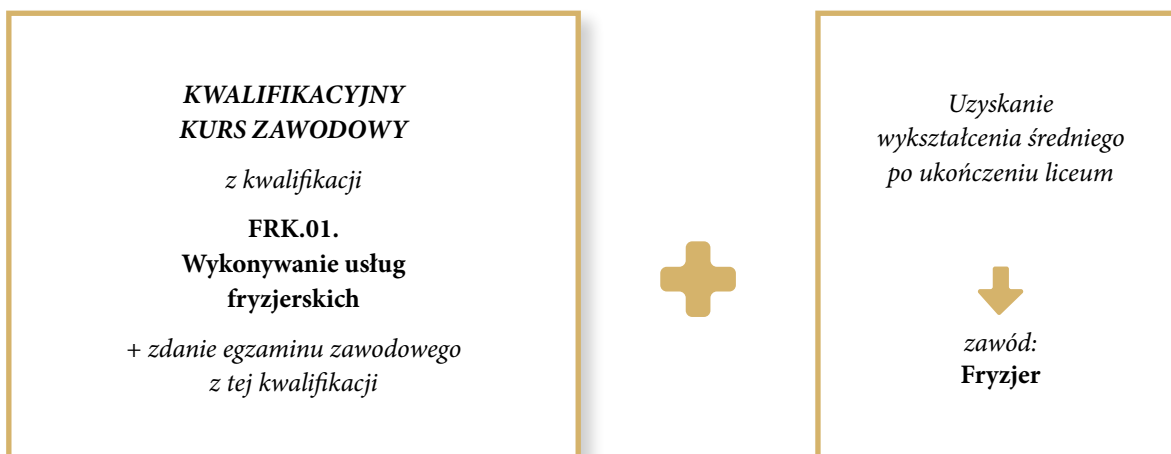 KWALIFIKACYJNY
KURS ZAWODOWY
z kwalifikacji
FRK.01.
Wykonywanie usług
fryzjerskich
+ zdanie egzaminu zawodowego
z tej kwalifikacji
Uzyskanie
wykształcenia średniego
po ukończeniu liceum
zawód:
Fryzjer